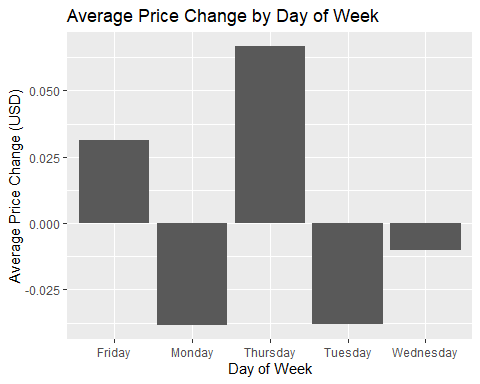 Average Price Change by Day of Week
Average Price Change (USD)
0.050
0.025
0.000
-0.025
Friday Monday Thursday Tuesday Wednesday
Day of Week